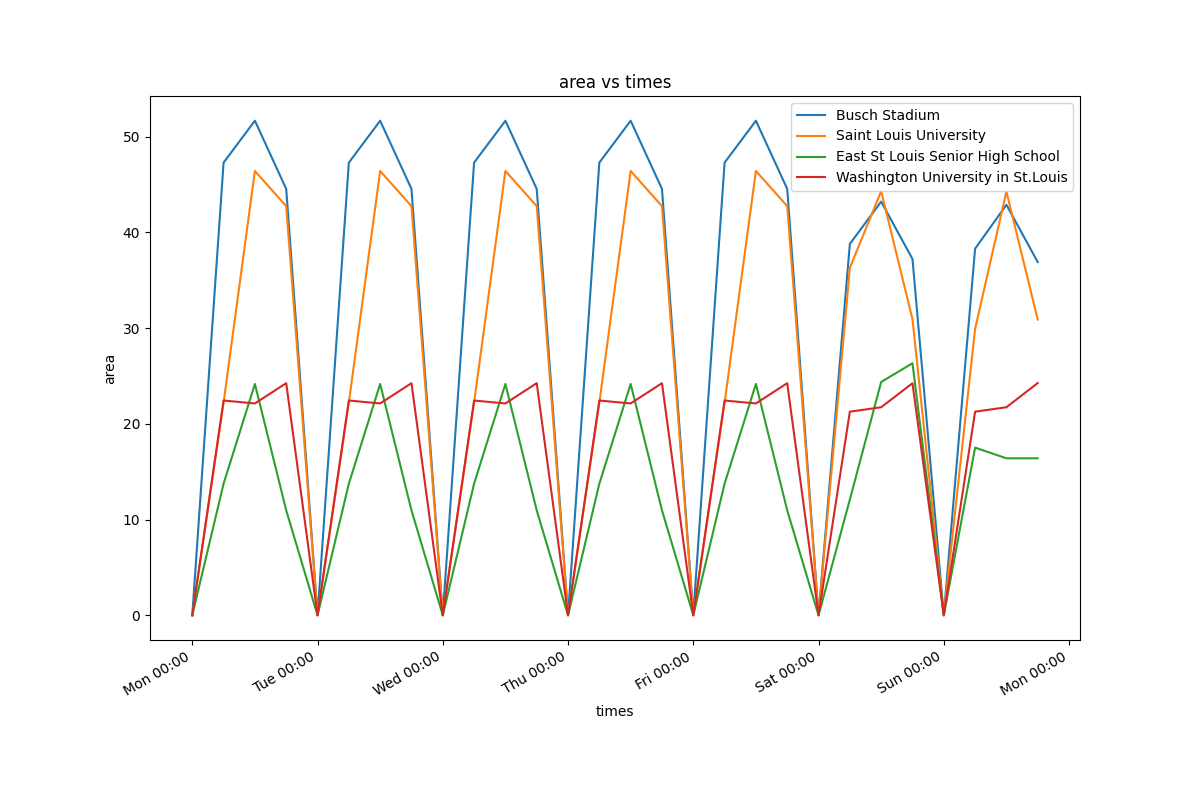 area vs times
Busch Stadium
Saint Louis University
East St Louis Senior High School
Washington University in St.Louis
50
40
30
20
10
0
area
Mon 00:00
Tue 00:00
Wed 00:00
Thu 00:00
Fri 00:00
Sat 00:00
Sun 00:00
Mon 00:00
times